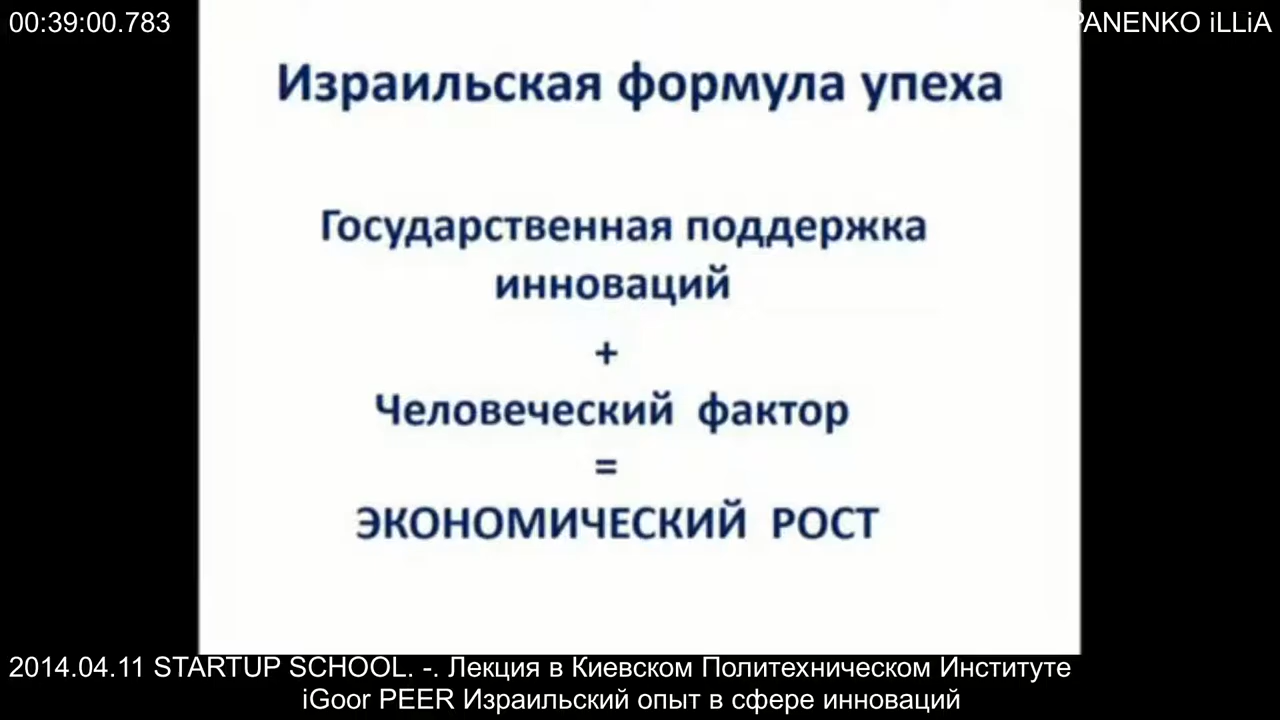 00:39:00.783
PANENKO iLLiA
Израильская формула упеха
Государственная поддержка
инноваций
+
Человеческий фактор
=
ЭКОНОМИЧЕСКИЙ РОСТ
2014.04.11 STARTUP SCHOOL. -. Лекция в Киевском Политехническом Институте
iGoor PEER Израильский опыт в сфере инноваций